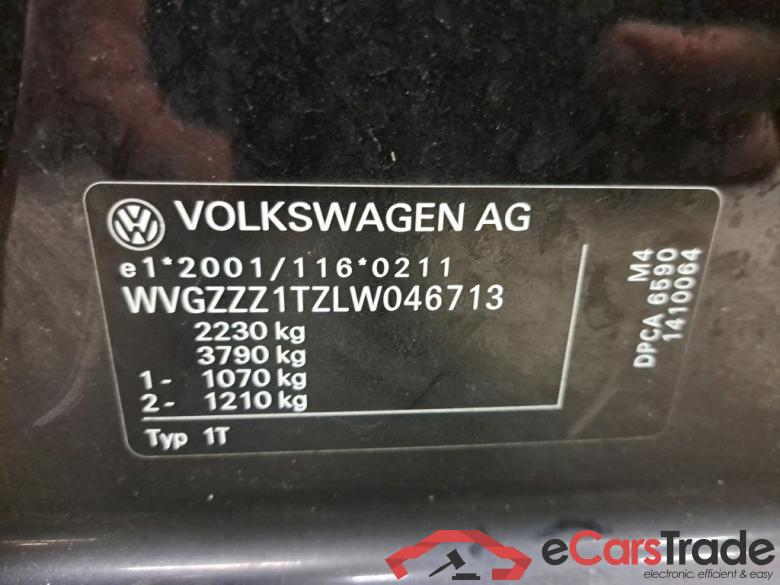 VOLKSWAGEN AG
e1*2001/116*0211
WVGZZZ1TZLW046713
2230 kg
3790 kg
1- 1070 kg
2- 1210 kg
Typ 1T
M4
DPCA 6590
1410064
eCarsTrade
electronic, efficient & easy